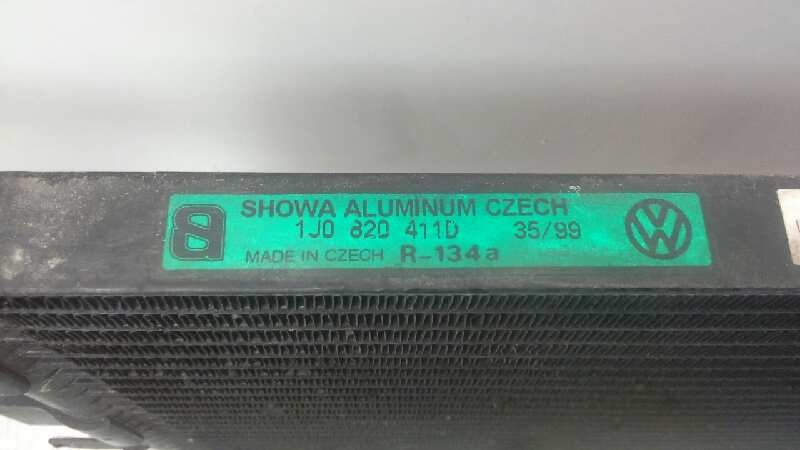 SHOWA ALUMINUM CZECH
1J0 820 411D 35/99
MADE IN CZECH R-134a